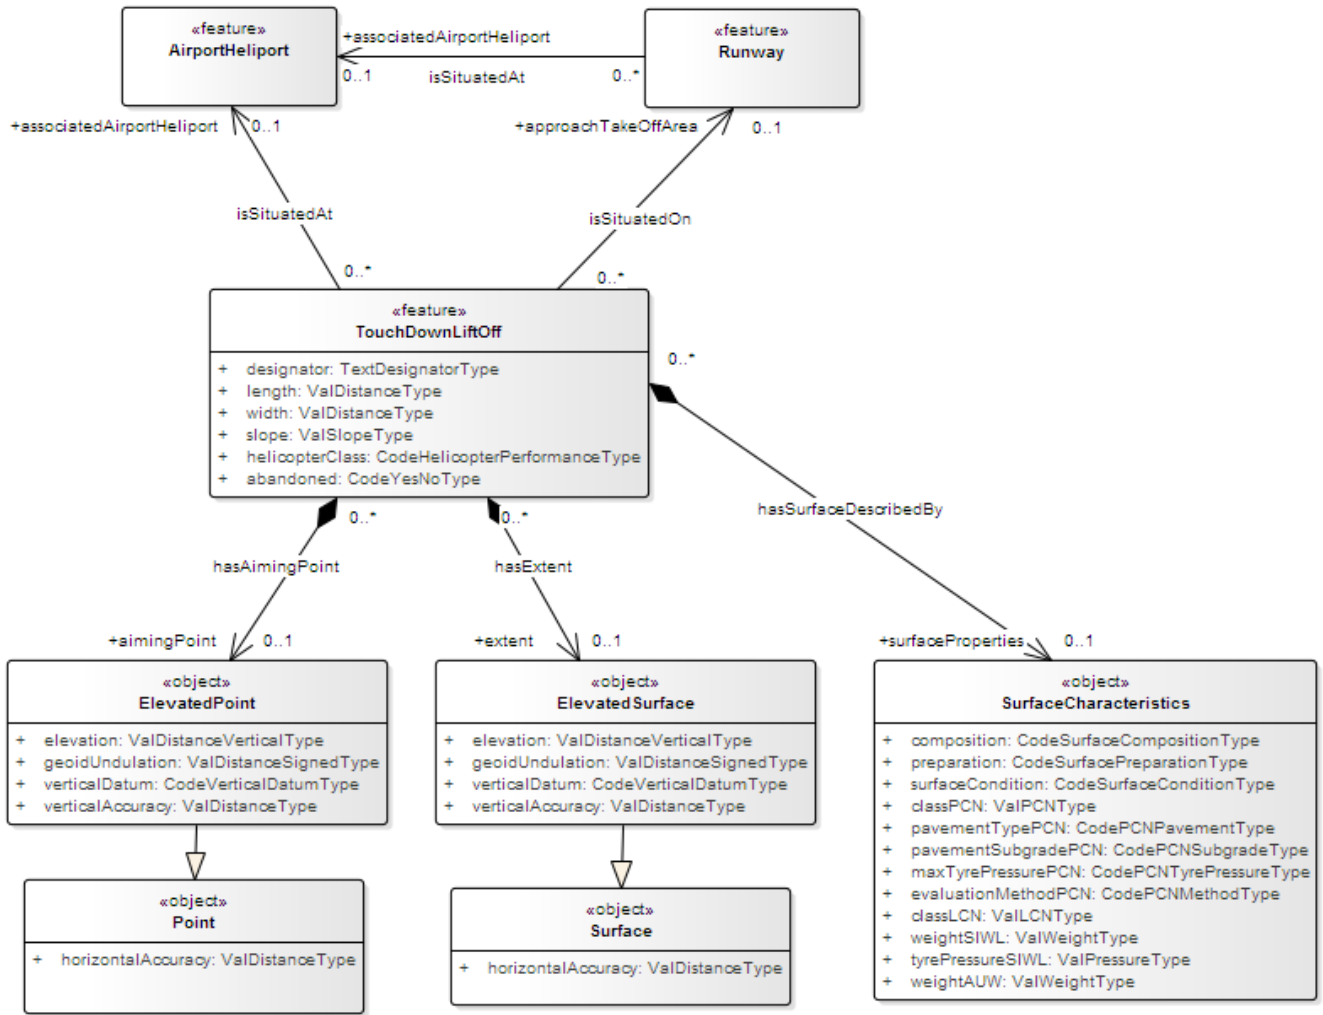 «feature»
AirportHeliport
+associatedAirportHeliport
0..1
isSituatedAt
0..*
«feature»
Runway
+associatedAirportHeliport
0..1
+approachTakeOffArea
0..1
isSituatedAt
isSituatedOn
0..*
0..*
«feature»
TouchDownLiftOff
+ designator: TextDesignatorType
+ length: ValDistanceType
+ width: ValDistanceType
+ slope: ValSlopeType
+ helicopterClass: CodeHelicopterPerformanceType
+ abandoned: CodeYesNoType
0..*
hasSurfaceDescribedBy
0..*
0..*
hasAimingPoint
hasExtent
+aimingPoint
0..1
+extent
0..1
+surfaceProperties
0..1
«object»
ElevatedPoint
+ elevation: ValDistanceVerticalType
+ geoidUndulation: ValDistanceSignedType
+ verticalDatum: CodeVerticalDatumType
+ verticalAccuracy: ValDistanceType
«object»
ElevatedSurface
+ elevation: ValDistanceVerticalType
+ geoidUndulation: ValDistanceSignedType
+ verticalDatum: CodeVerticalDatumType
+ verticalAccuracy: ValDistanceType
«object»
SurfaceCharacteristics
+ composition: CodeSurfaceCompositionType
+ preparation: CodeSurfacePreparationType
+ surfaceCondition: CodeSurfaceConditionType
+ classPCN: ValPCNType
+ pavementTypePCN: CodePCNPavementType
+ pavementSubgradePCN: CodePCNSubgradeType
+ maxTyrePressurePCN: CodePCNTyrePressureType
+ evaluationMethodPCN: CodePCNMethodType
+ classLCN: ValLCNType
+ weightSIWL: ValWeightType
+ tyrePressureSIWL: ValPressureType
+ weightAUW: ValWeightType
«object»
Point
+ horizontalAccuracy: ValDistanceType
«object»
Surface
+ horizontalAccuracy: ValDistanceType